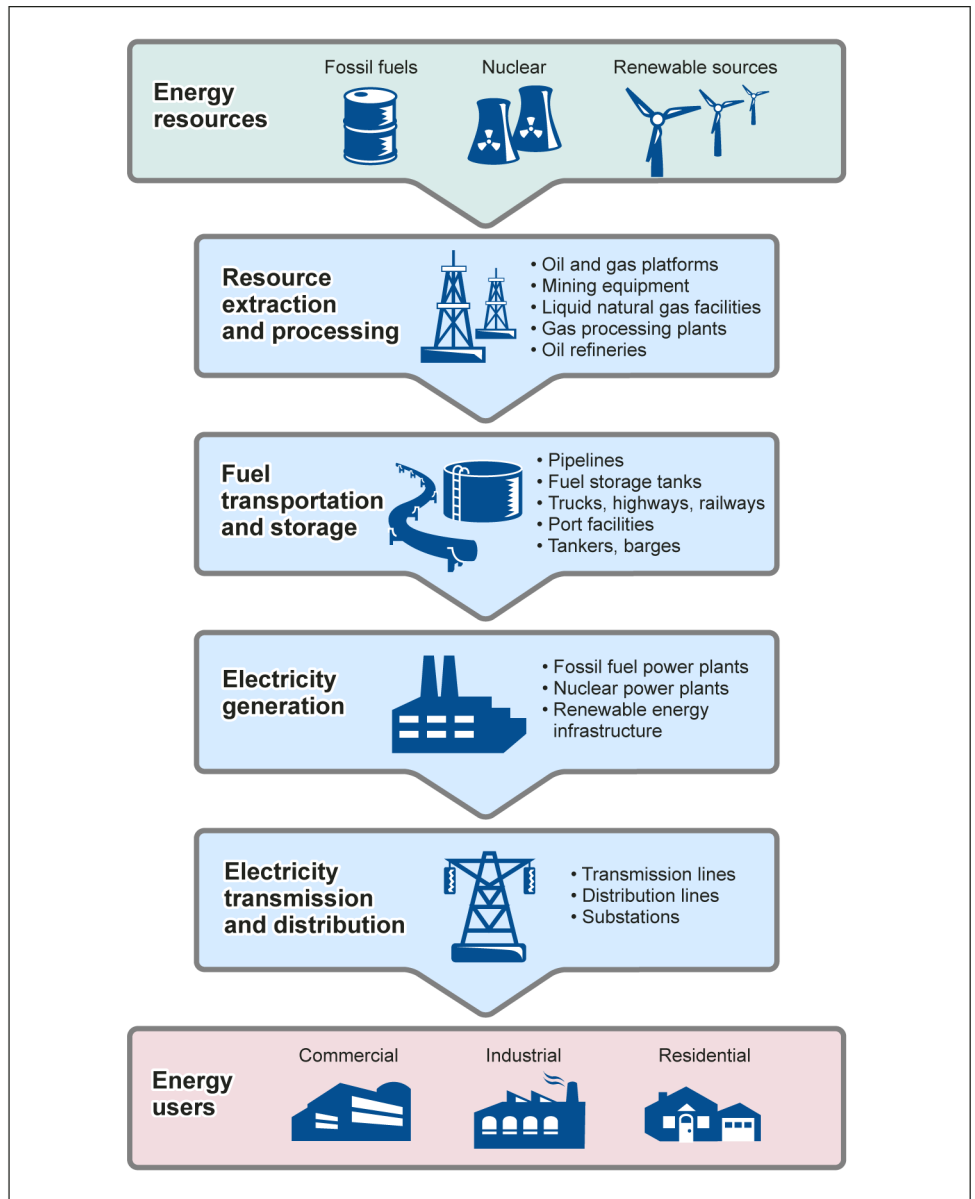 Energy
resources
Fossil fuels
Nuclear
Renewable sources
Resource
extraction
and processing
• Oil and gas platforms
• Mining equipment
• Liquid natural gas facilities
• Gas processing plants
• Oil refineries
Fuel
transportation
and storage
• Pipelines
• Fuel storage tanks
• Trucks, highways, railways
• Port facilities
• Tankers, barges
Electricity
generation
• Fossil fuel power plants
• Nuclear power plants
• Renewable energy
infrastructure
Electricity
transmission
and distribution
• Transmission lines
• Distribution lines
• Substations
Energy
users
Commercial
Industrial
Residential